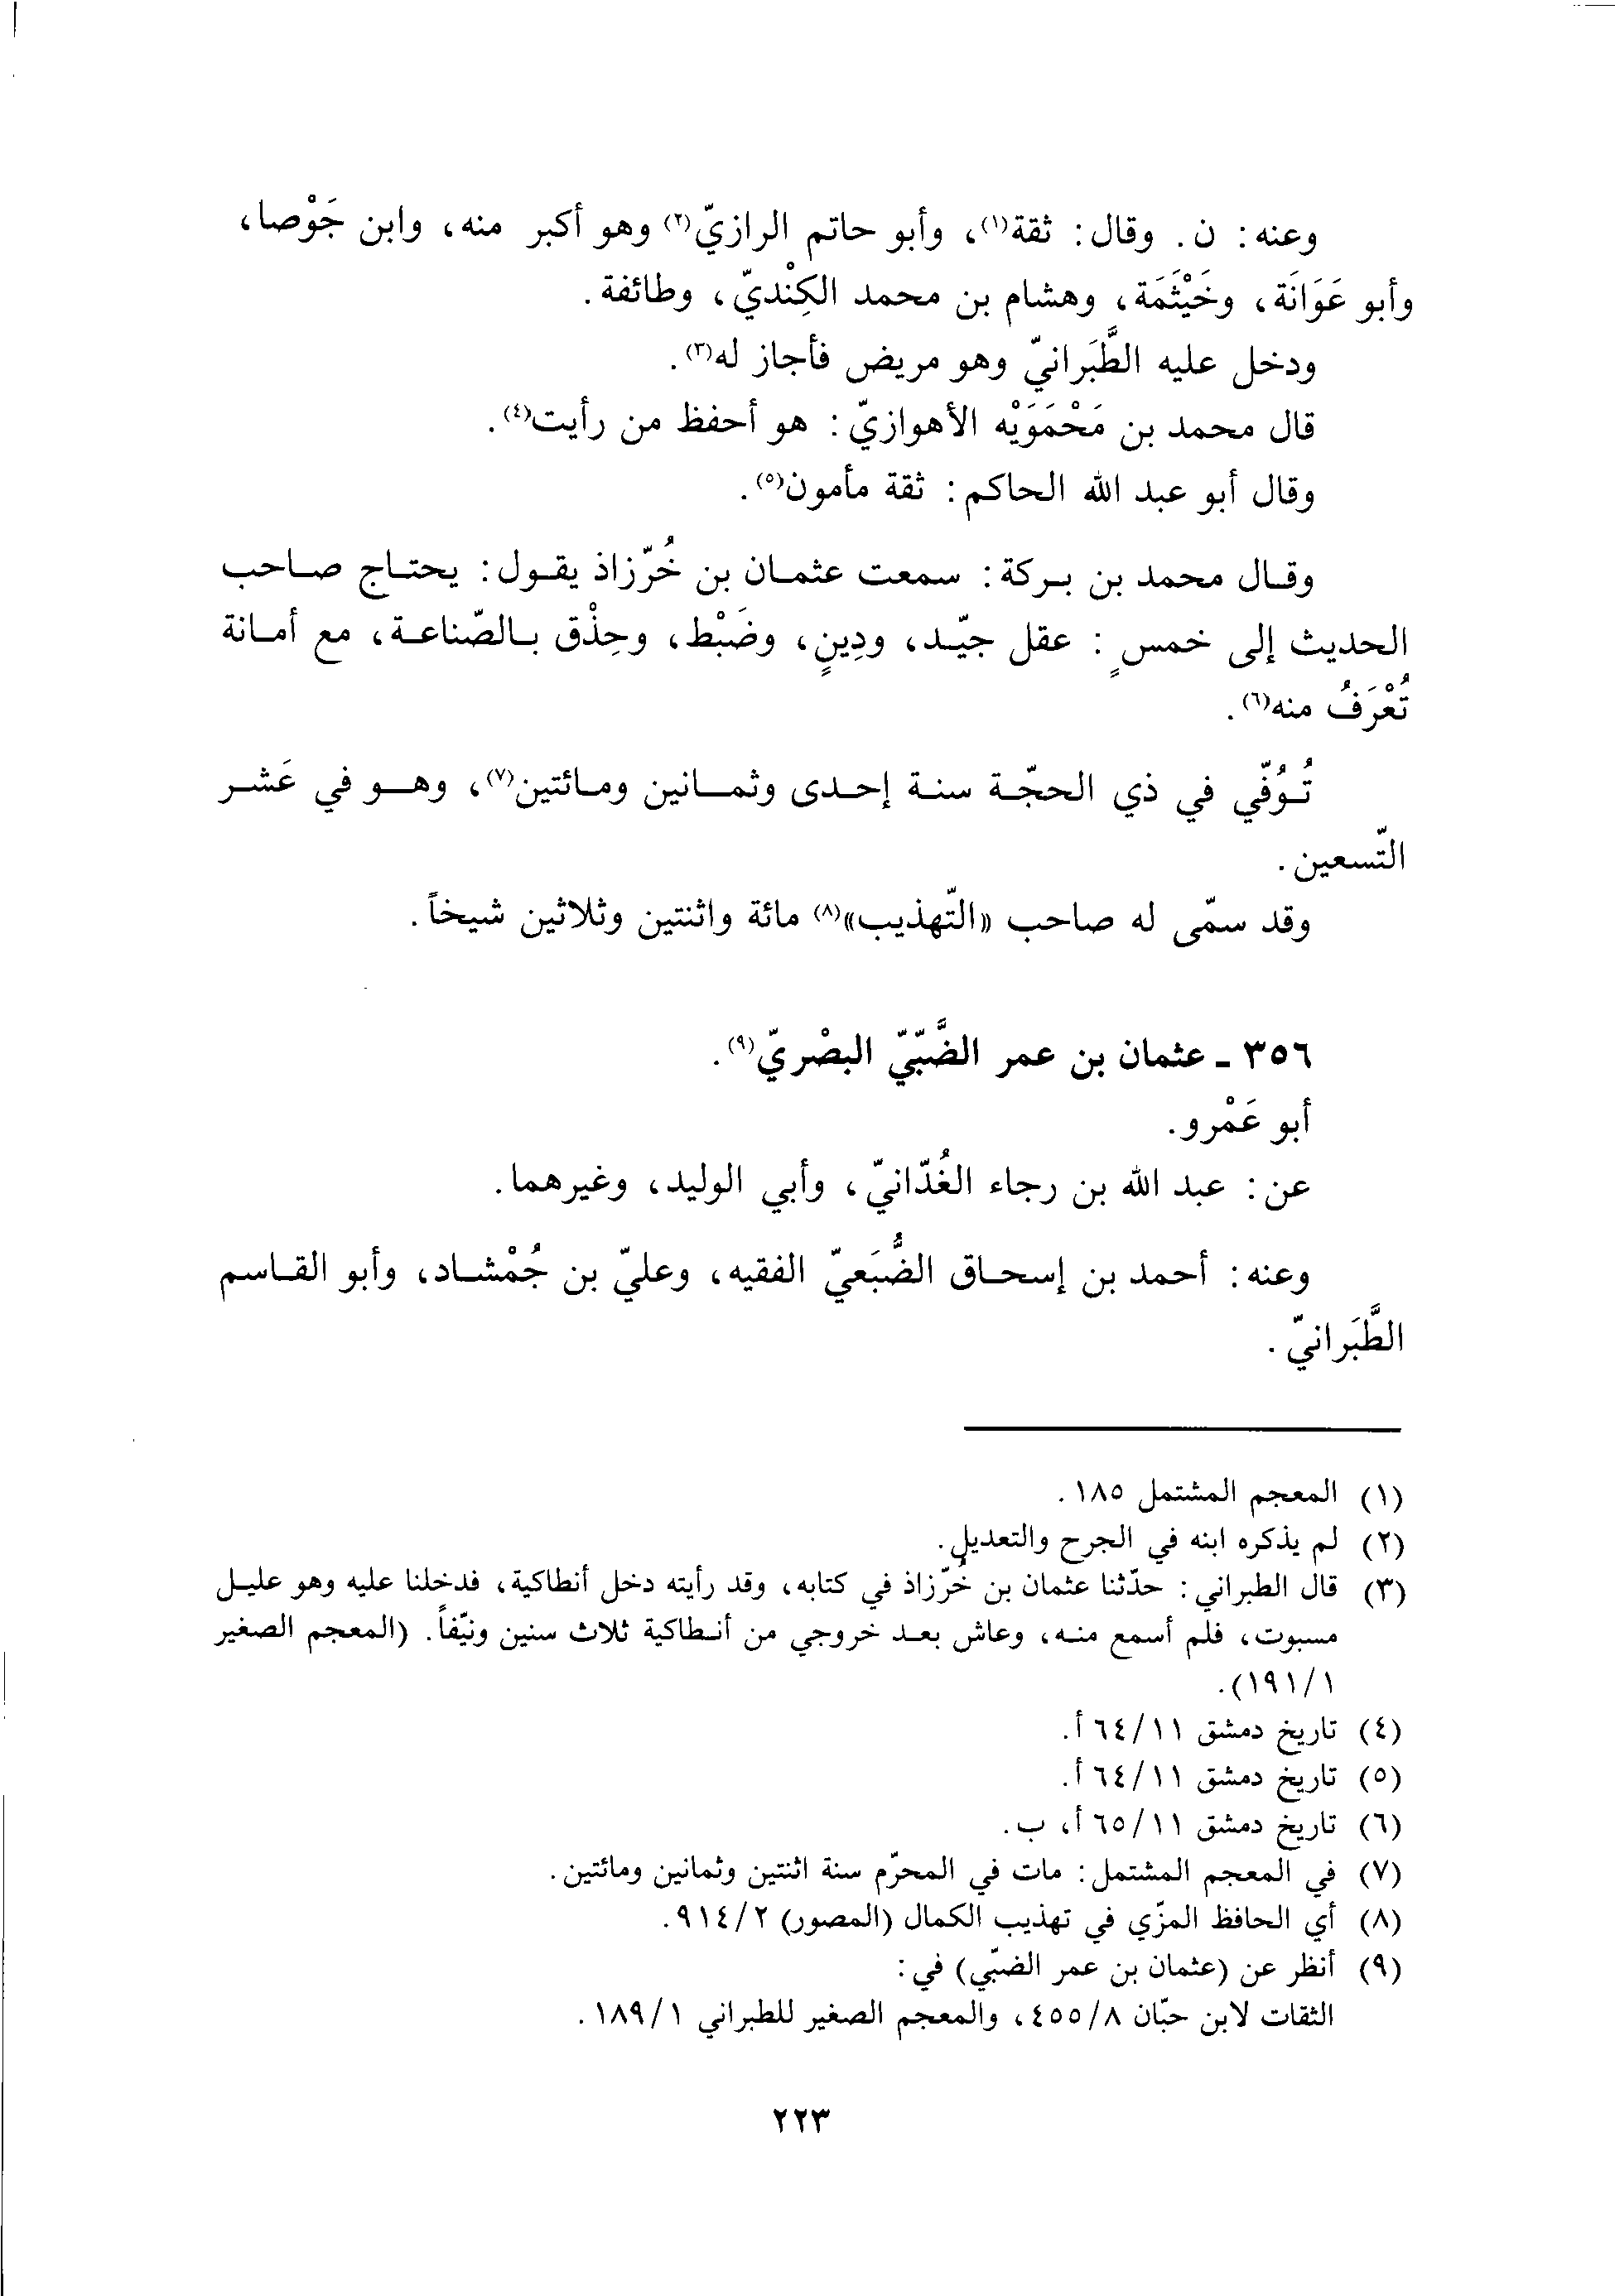 وعنه: ن. وقال: ثقة(١)، وأبو حاتم الرازيّ(٢) وهو أكبر منه، وابن جَوْصا،
وأبو عَوَانَة، وخَيْثَمَة، وهشام بن محمد الكِنْديّ، وطائفة.
ودخل عليه الطَّبَرانيّ وهو مريض فأجاز له(٣).
قال محمد بن مَحْمَوَيْه الأهوازيّ: هو أحفظ من رأيت(٤).
وقال أبو عبد الله الحاكم: ثقة مأمون(٥).
وقال محمد بن بركة: سمعت عثمان بن خُرّزاذ يقول: يحتاج صاحب
الحديث إلى خمسٍ: عقل جيّد، ودِينٍ، وضَبْط، وحِذْق بالصّناعة، مع أمانة
تُعْرَفُ منه(٦).
تُوُفّي في ذي الحجّة سنة إحدى وثمانين ومائتين(٧)، وهو في عَشر
التّسعين.
وقد سمّى له صاحب «التّهذيب»(٨) مائة واثنتين وثلاثين شيخاً.
٣٥٦ - عثمان بن عمر الضَّبّيّ البصْريّ(٩).
أبو عَمْرو.
عن: عبد الله بن رجاء الغُدّانيّ، وأبي الوليد، وغيرهما.
وعنه: أحمد بن إسحاق الضُّبَعيّ الفقيه، وعليّ بن حُمْشاد، وأبو القاسم
الطَّبَرانيّ.
(١) المعجم المشتمل ١٨٥.
(٢) لم يذكره ابنه في الجرح والتعديل.
(٣) قال الطبراني: حدّثنا عثمان بن خُرّزاذ في كتابه، وقد رأيته دخل أنطاكية، فدخلنا عليه وهو عليل
مسبوت، فلم أسمع منه، وعاش بعد خروجي من أنطاكية ثلاث سنين ونيّفاً. (المعجم الصغير
١/ ١٩١).
(٤) تاريخ دمشق ١١/ ٦٤ أ.
(٥) تاريخ دمشق ١١/ ٦٤ أ.
(٦) تاريخ دمشق ١١/ ٦٥ أ، ب.
(٧) في المعجم المشتمل: مات في المحرّم سنة اثنتين وثمانين ومائتين.
(٨) أي الحافظ المزّي في تهذيب الكمال (المصور) ٢/ ٩١٤.
(٩) أنظر عن (عثمان بن عمر الضبّي) في:
الثقات لابن حبّان ٨/ ٤٥٥، والمعجم الصغير للطبراني ١/ ١٨٩.
٢٢٣